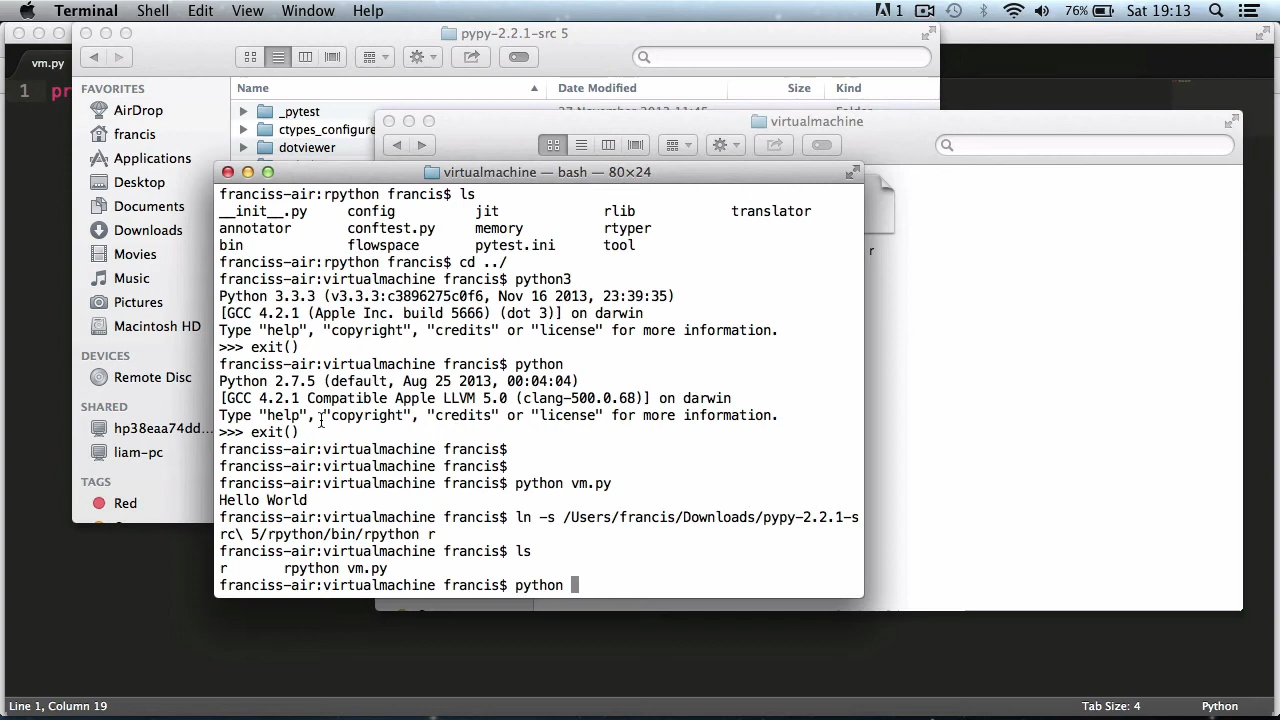 Terminal Shell Edit View Window Help 1 76% Sat 19:13
pypy-2.2.1-src 5
vm.py
1 pr
FAVORITES
AirDrop
francis
Applications
Desktop
Documents
Downloads
Movies
Music
Pictures
Macintosh HD
DEVICES
Remote Disc
SHARED
hp38eaa74dd...
liam-pc
TAGS
Red
Name Date Modified Size Kind
_pytest
ctypes_configure
dotviewer
virtualmachine
r
virtualmachine — bash — 80×24
franciss-air:rpython francis$ ls
__init__.py config jit rlib translator
annotator conftest.py memory rtyper
bin flowspace pytest.ini tool
franciss-air:rpython francis$ cd ../
franciss-air:virtualmachine francis$ python3
Python 3.3.3 (v3.3.3:c3896275c0f6, Nov 16 2013, 23:39:35)
[GCC 4.2.1 (Apple Inc. build 5666) (dot 3)] on darwin
Type "help", "copyright", "credits" or "license" for more information.
>>> exit()
franciss-air:virtualmachine francis$ python
Python 2.7.5 (default, Aug 25 2013, 00:04:04)
[GCC 4.2.1 Compatible Apple LLVM 5.0 (clang-500.0.68)] on darwin
Type "help", "copyright", "credits" or "license" for more information.
>>> exit()
franciss-air:virtualmachine francis$
franciss-air:virtualmachine francis$
franciss-air:virtualmachine francis$ python vm.py
Hello World
franciss-air:virtualmachine francis$ ln -s /Users/francis/Downloads/pypy-2.2.1-s
rc\ 5/rpython/bin/rpython r
franciss-air:virtualmachine francis$ ls
r rpython vm.py
franciss-air:virtualmachine francis$ python
Line 1, Column 19 Tab Size: 4 Python